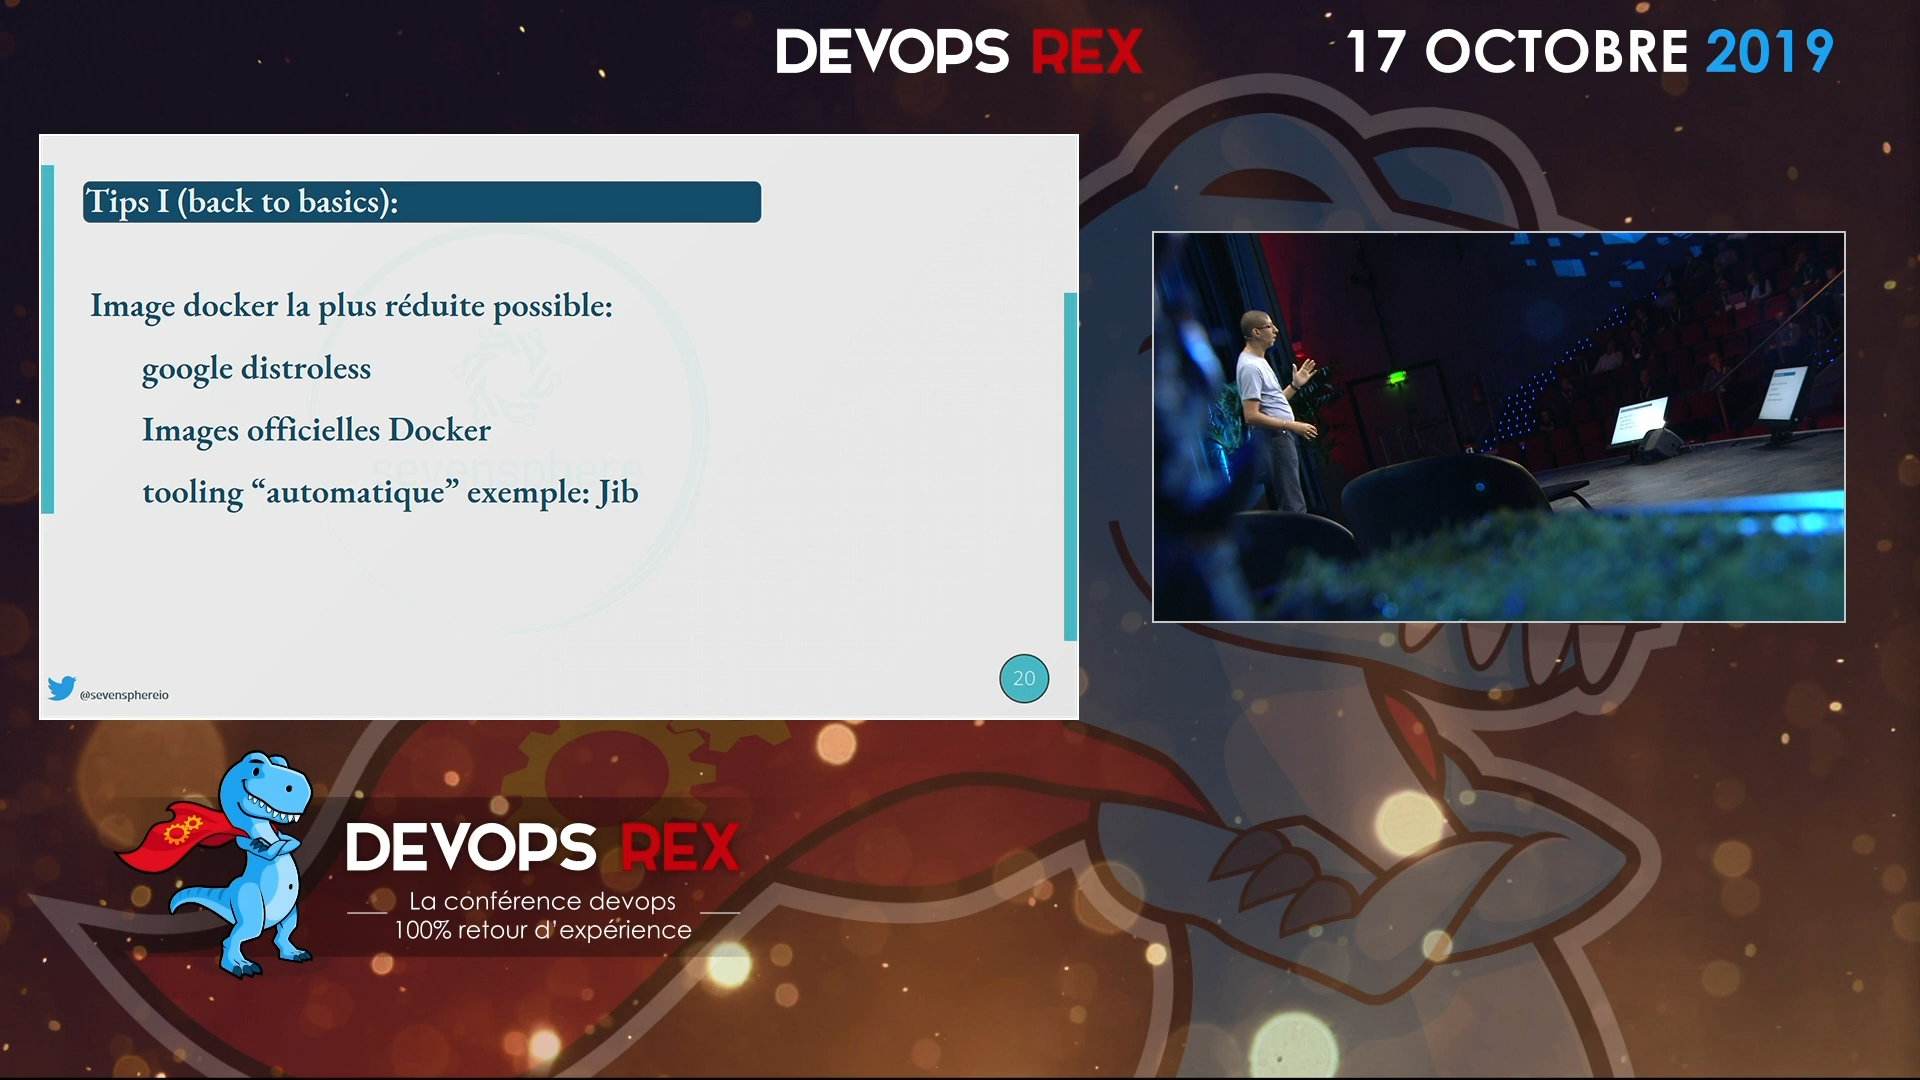 DEVOPS REX
17 OCTOBRE 2019
Tips I (back to basics):
Image docker la plus réduite possible:
google distroless
Images officielles Docker
tooling “automatique” exemple: Jib
sevensphere
@sevensphereio
20
DEVOPS REX
La conférence devops
100% retour d’expérience